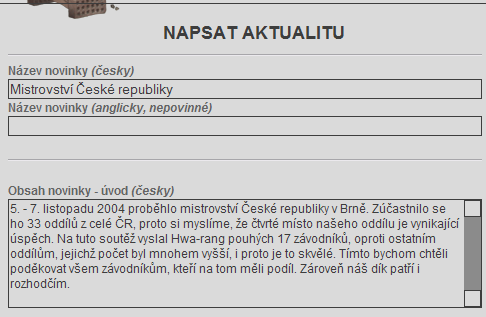 NAPSAT AKTUALITU
Název novinky (česky)
Mistrovství České republiky
Název novinky (anglicky, nepovinné)
Obsah novinky - úvod (česky)
5. - 7. listopadu 2004 proběhlo mistrovství České republiky v Brně. Zúčastnilo se
ho 33 oddílů z celé ČR, proto si myslíme, že čtvrté místo našeho oddílu je vynikající
úspěch. Na tuto soutěž vyslal Hwa-rang pouhých 17 závodníků, oproti ostatním
oddílům, jejichž počet byl mnohem vyšší, i proto je to skvělé. Tímto bychom chtěli
poděkovat všem závodníkům, kteří na tom měli podíl. Zároveň náš dík patří i
rozhodčím.